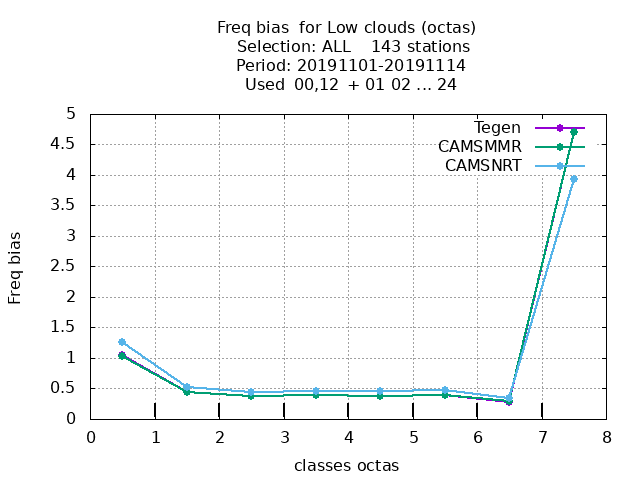 Freq bias  for Low clouds (octas)
Selection: ALL    143 stations
Period: 20191101-20191114
Used  00,12  + 01 02 ... 24
5
4.5
4
3.5
3
2.5
2
1.5
1
0.5
0
Freq bias
Tegen
CAMSMMR
CAMSNRT
0 1 2 3 4 5 6 7 8
classes octas